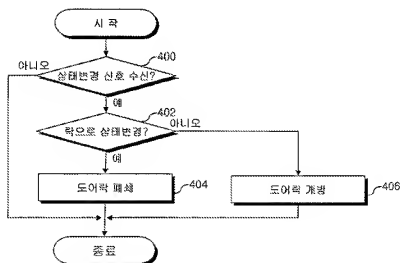 시 작
400
상태변경 신호 수신?
아니오
예
402
락으로 상태변경?
아니오
예
도어락 폐쇄
404
도어락 개방
406
종료